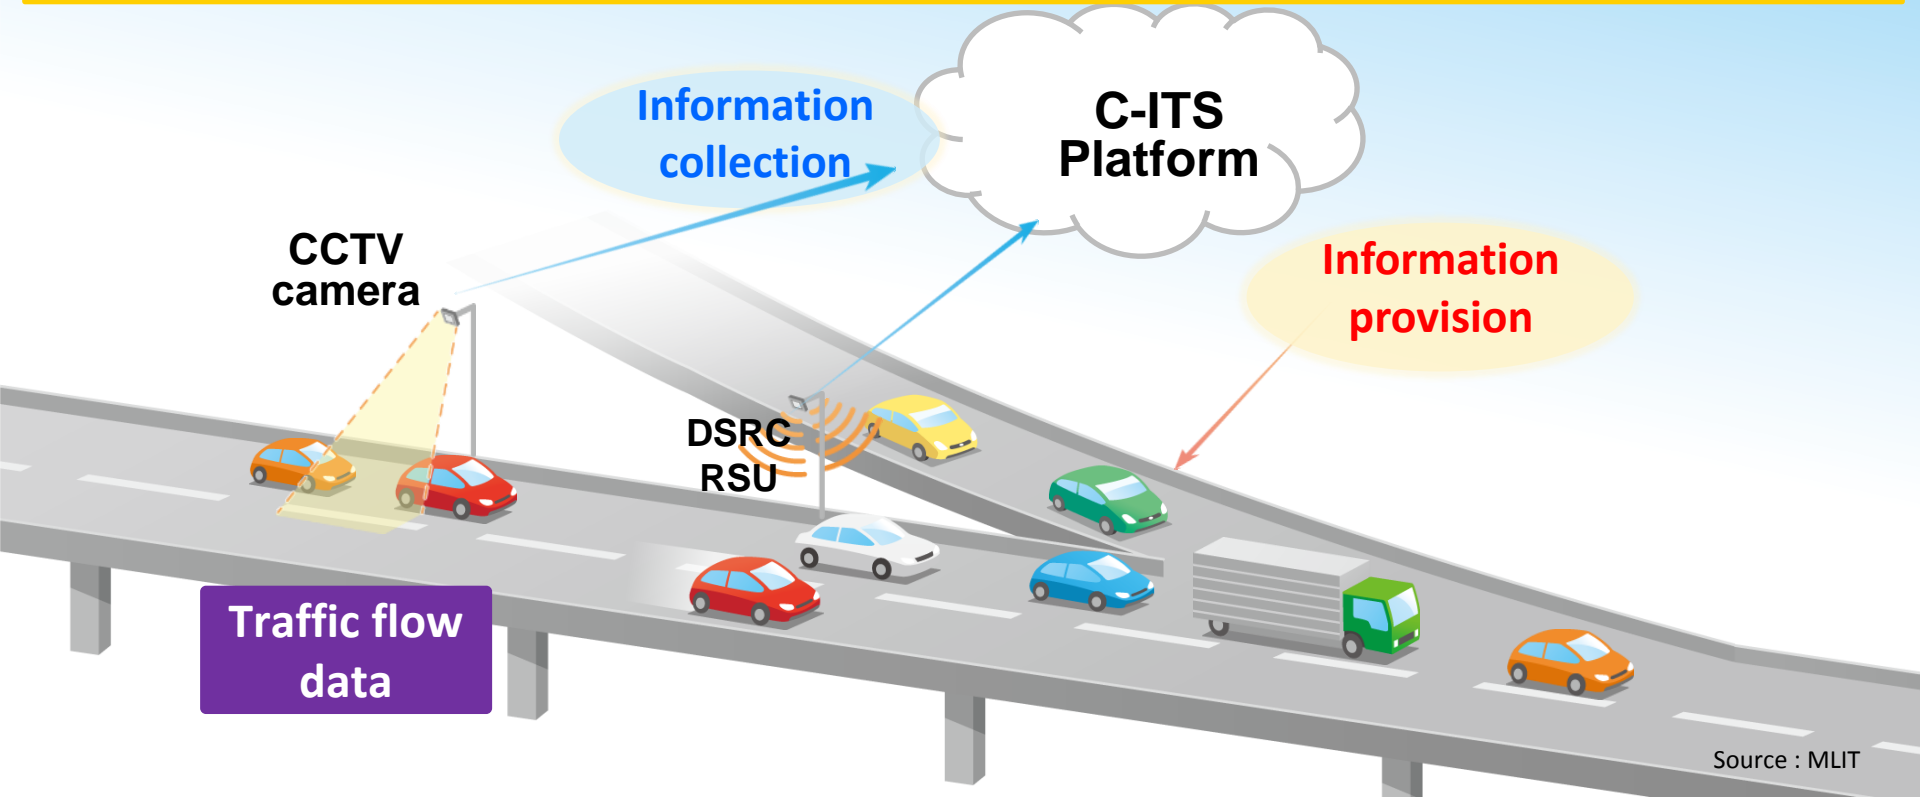 Information
collection
C-ITS
Platform
CCTV
camera
Information
provision
DSRC
RSU
Traffic flow
data
Source : MLIT